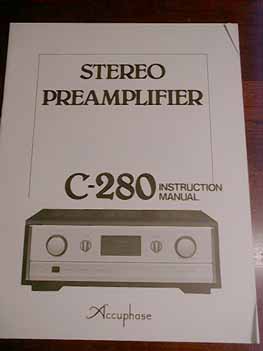 STEREO
PREAMPLIFIER
C-280 INSTRUCTION
MANUAL
Accuphase